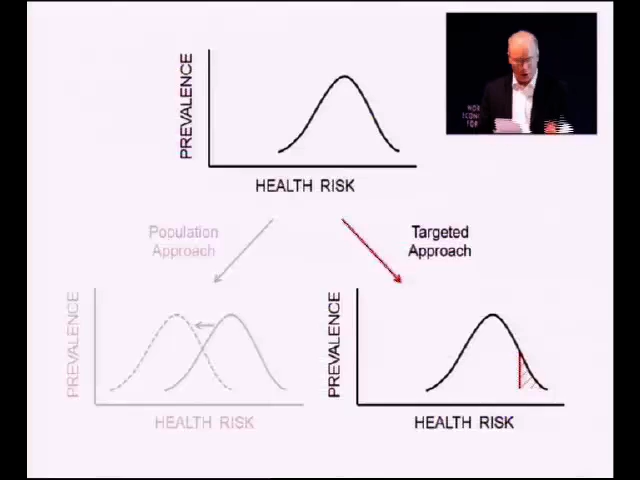 PREVALENCE
HEALTH RISK
Population
Approach
Targeted
Approach
PREVALENCE
HEALTH RISK
PREVALENCE
HEALTH RISK